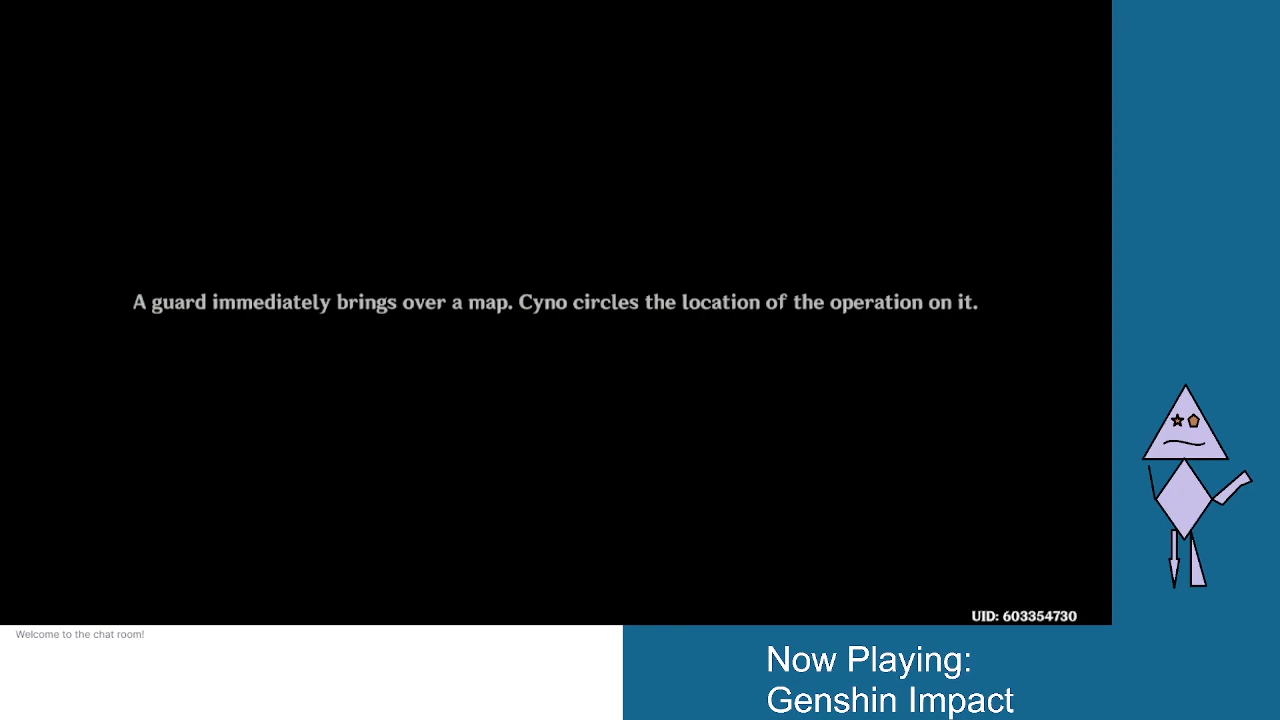 A guard immediately brings over a map. Cyno circles the location of the operation on it.
UID: 603354730
Welcome to the chat room!
Now Playing:
Genshin Impact